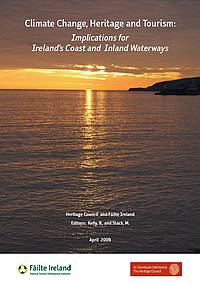 Climate Change, Heritage and Tourism:
Implications for
Ireland's Coast and Inland Waterways
Heritage Council and Fáilte Ireland
Editors: Kelly, B, and Stack, M.
April 2009
Fáilte Ireland
National Tourism Development Authority
An Chomhairle Oidhreachta
The Heritage Council